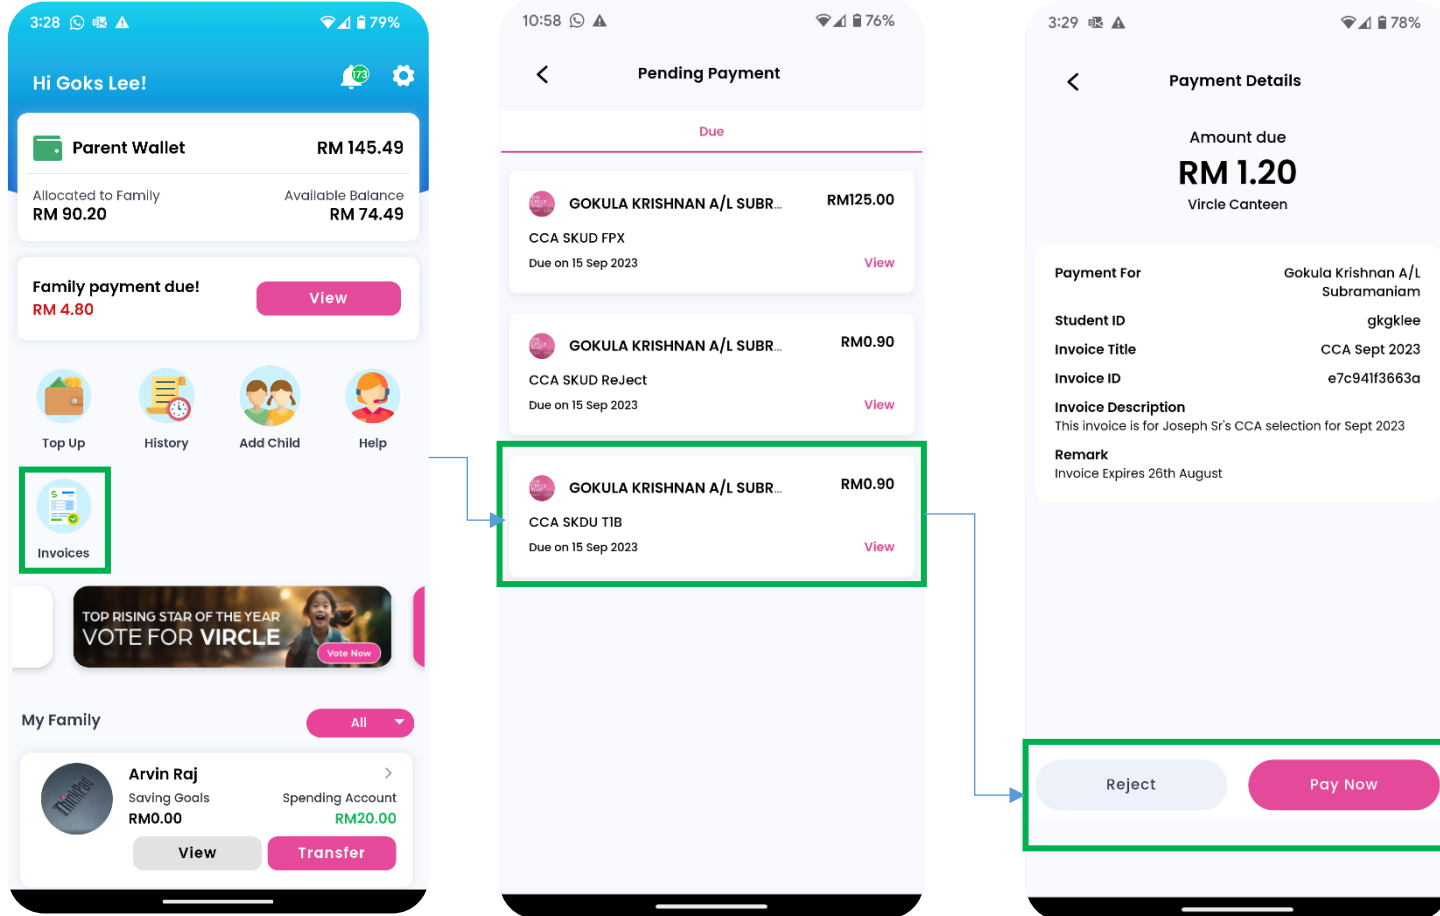 3:28
79%
Hi Goks Lee!
173
Parent Wallet
RM 145.49
Allocated to Family
Available Balance
RM 90.20
RM 74.49
Family payment due!
RM 4.80
View
Top Up
History
Add Child
Help
Invoices
TOP RISING STAR OF THE YEAR
VOTE FOR VIRCLE
Vote Now
My Family
All
ThinkPad
Arvin Raj
Saving Goals
Spending Account
RM0.00
RM20.00
View
Transfer
10:58
76%
Pending Payment
Due
GOKULA KRISHNAN A/L SUBR...
RM125.00
CCA SKUD FPX
Due on 15 Sep 2023
View
GOKULA KRISHNAN A/L SUBR...
RM0.90
CCA SKUD ReJect
Due on 15 Sep 2023
View
GOKULA KRISHNAN A/L SUBR...
RM0.90
CCA SKDU T1B
Due on 15 Sep 2023
View
3:29
78%
Payment Details
Amount due
RM 1.20
Vircle Canteen
Payment For
Gokula Krishnan A/L
Subramaniam
Student ID
gkgklee
Invoice Title
CCA Sept 2023
Invoice ID
e7c941f3663a
Invoice Description
This invoice is for Joseph Sr's CCA selection for Sept 2023
Remark
Invoice Expires 26th August
Reject
Pay Now